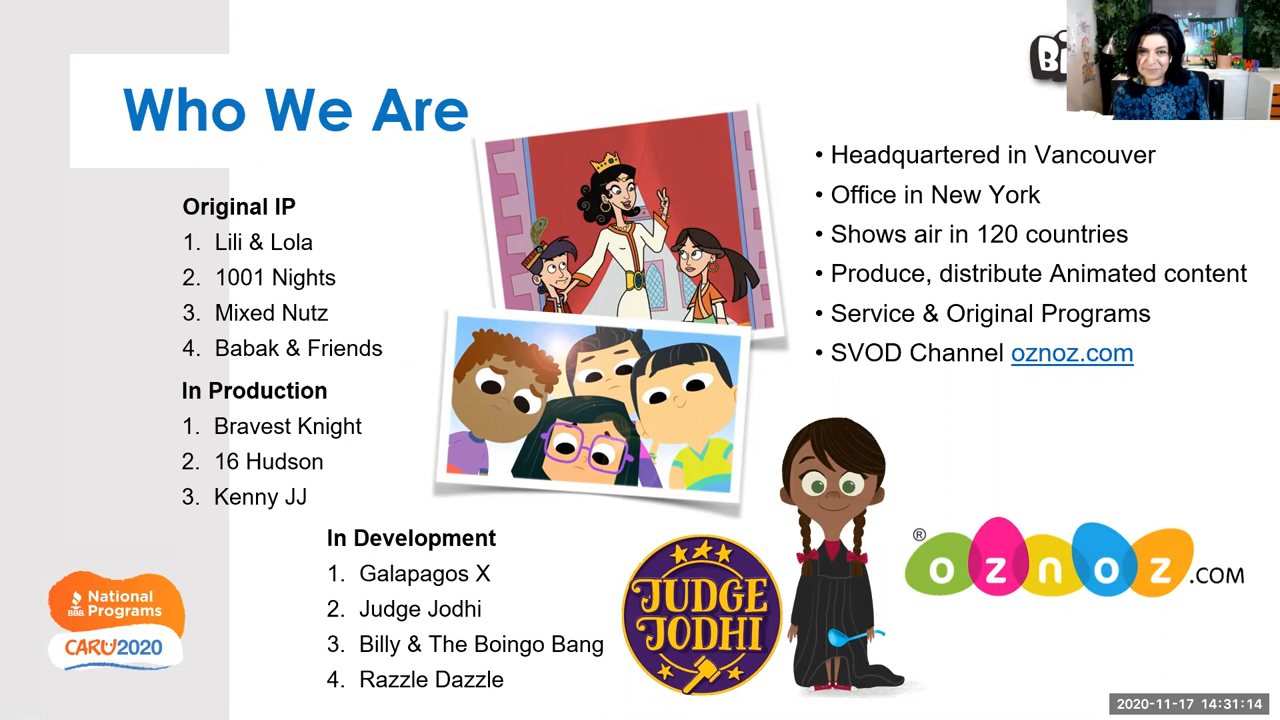 Who We Are
Original IP
1. Lili & Lola
2. 1001 Nights
3. Mixed Nutz
4. Babak & Friends
In Production
1. Bravest Knight
2. 16 Hudson
3. Kenny JJ
In Development
1. Galapagos X
2. Judge Jodhi
3. Billy & The Boingo Bang
4. Razzle Dazzle
• Headquartered in Vancouver
• Office in New York
• Shows air in 120 countries
• Produce, distribute Animated content
• Service & Original Programs
• SVOD Channel oznoz.com
JUDGE
JODHI
® oznoz.COM
BBB.
National
Programs
CARU2020
2020-11-17 14:31:14